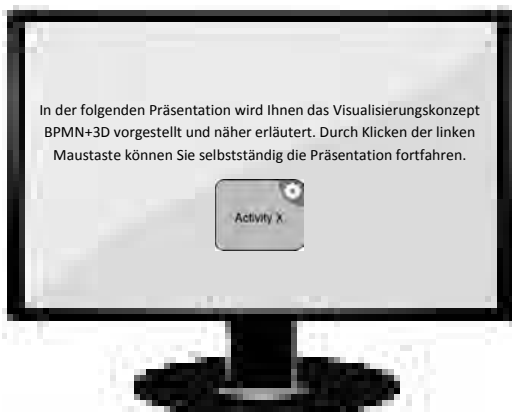 In der folgenden Präsentation wird Ihnen das Visualisierungskonzept
BPMN+3D vorgestellt und näher erläutert. Durch Klicken der linken
Maustaste können Sie selbstständig die Präsentation fortfahren.
Activity X